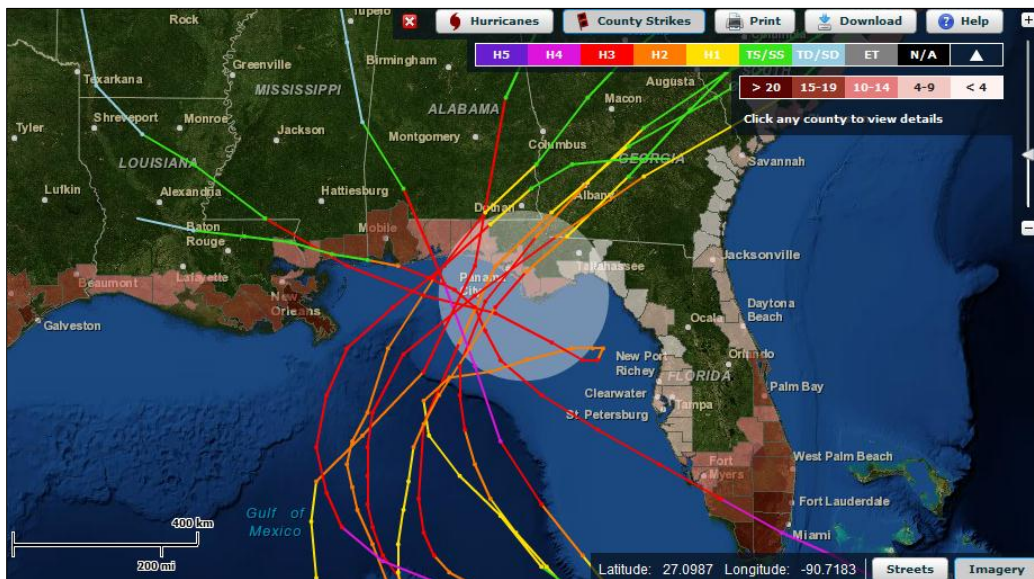 Hurricanes County Strikes Print Download Help
H5 H4 H3 H2 H1 TS/SS TD/SD ET N/A
> 20 15-19 10-14 4-9 < 4
Click any county to view details
Rock
Tupelo
Greenville
Birmingham
Texarkana
MISSISSIPPI
ALABAMA
Augusta
Macon
Tyler
Shreveport
Monroe
Jackson
Montgomery
Columbus
GEORGIA
Savannah
LOUISIANA
Lufkin
Alexandria
Hattiesburg
Dothan
Albany
Baton
Rouge
Mobile
Tallahassee
Jacksonville
Beaumont
Lafayette
New
Orleans
Panama
City
Galveston
Ocala
Daytona
Beach
New Port
Richey
Orlando
FLORIDA
Clearwater
Tampa
St. Petersburg
Palm Bay
Fort
Myers
West Palm Beach
Fort Lauderdale
Miami
Gulf of
Mexico
400 km
200 mi
Latitude: 27.0987 Longitude: -90.7183 Streets Imagery